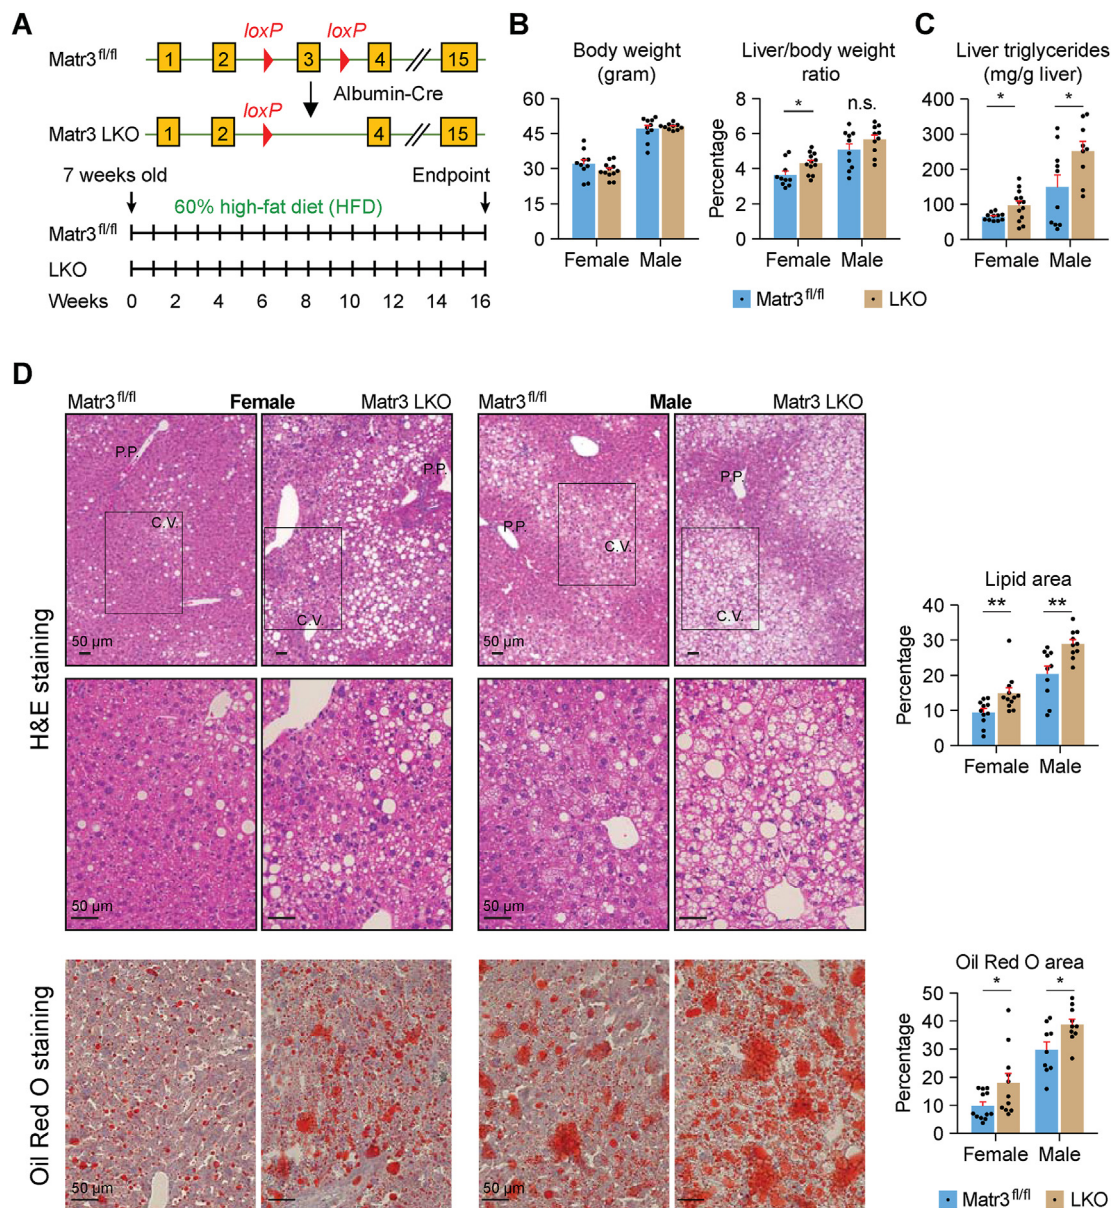 A
loxP loxP
Matr3 fl/fl 1 2 3 4 15
Albumin-Cre
loxP
Matr3 LKO 1 2 4 15
7 weeks old Endpoint
60% high-fat diet (HFD)
Matr3 fl/fl
LKO
Weeks 0 2 4 6 8 10 12 14 16
B
Body weight
(gram)
60
45
30
15
0
Female Male
Liver/body weight
ratio
Percentage
8
6
4
2
0
* n.s.
Female Male
Matr3 fl/fl LKO
C
Liver triglycerides
(mg/g liver)
400
300
200
100
0
* *
Female Male
D
Matr3 fl/fl Female Matr3 LKO
Matr3 fl/fl Male Matr3 LKO
H&E staining
P.P.
C.V.
50 µm
P.P.
C.V.
P.P.
C.V.
50 µm
P.P.
C.V.
50 µm
50 µm
Lipid area
Percentage
40
30
20
10
0
** **
Female Male
Oil Red O staining
50 µm
50 µm
Oil Red O area
Percentage
50
40
30
20
10
0
* *
Female Male
Matr3 fl/fl LKO